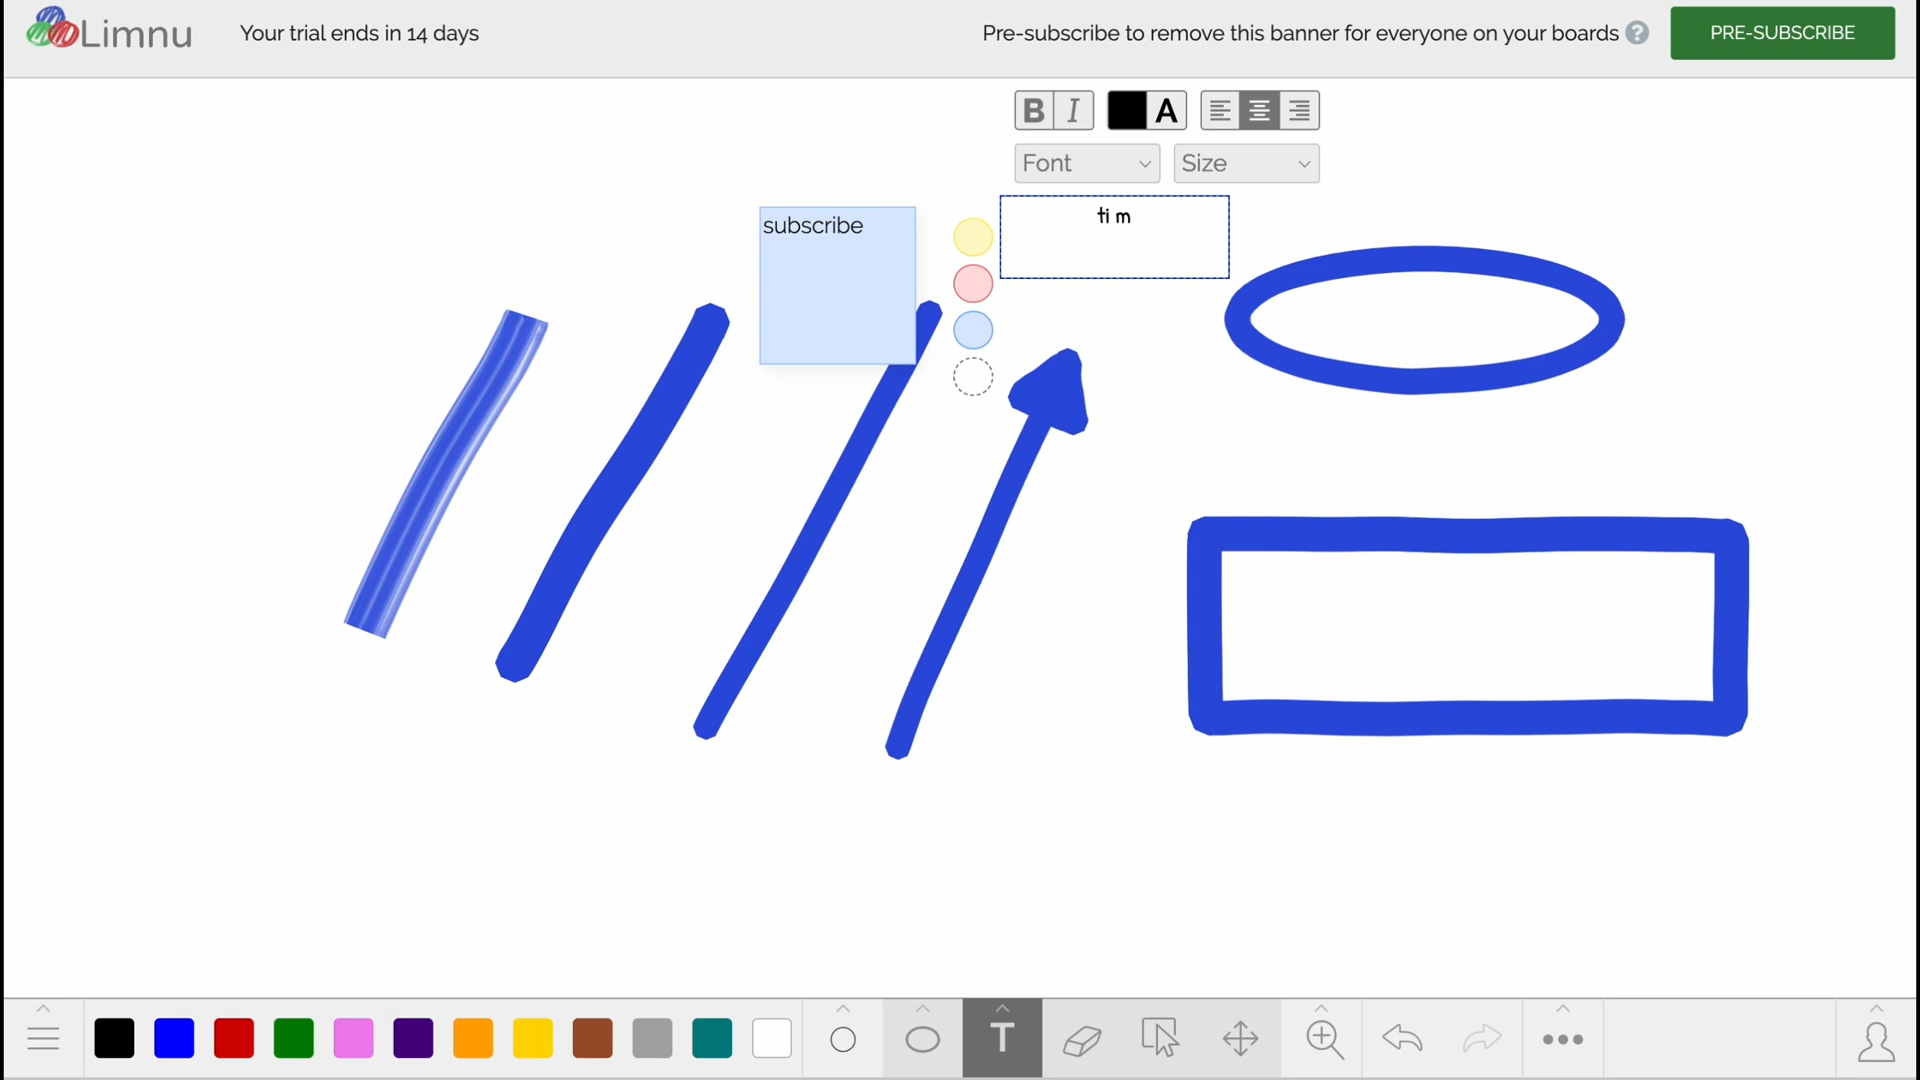 Limnu
Your trial ends in 14 days
Pre-subscribe to remove this banner for everyone on your boards ?
PRE-SUBSCRIBE
B I A
Font
Size
subscribe
ti m
T